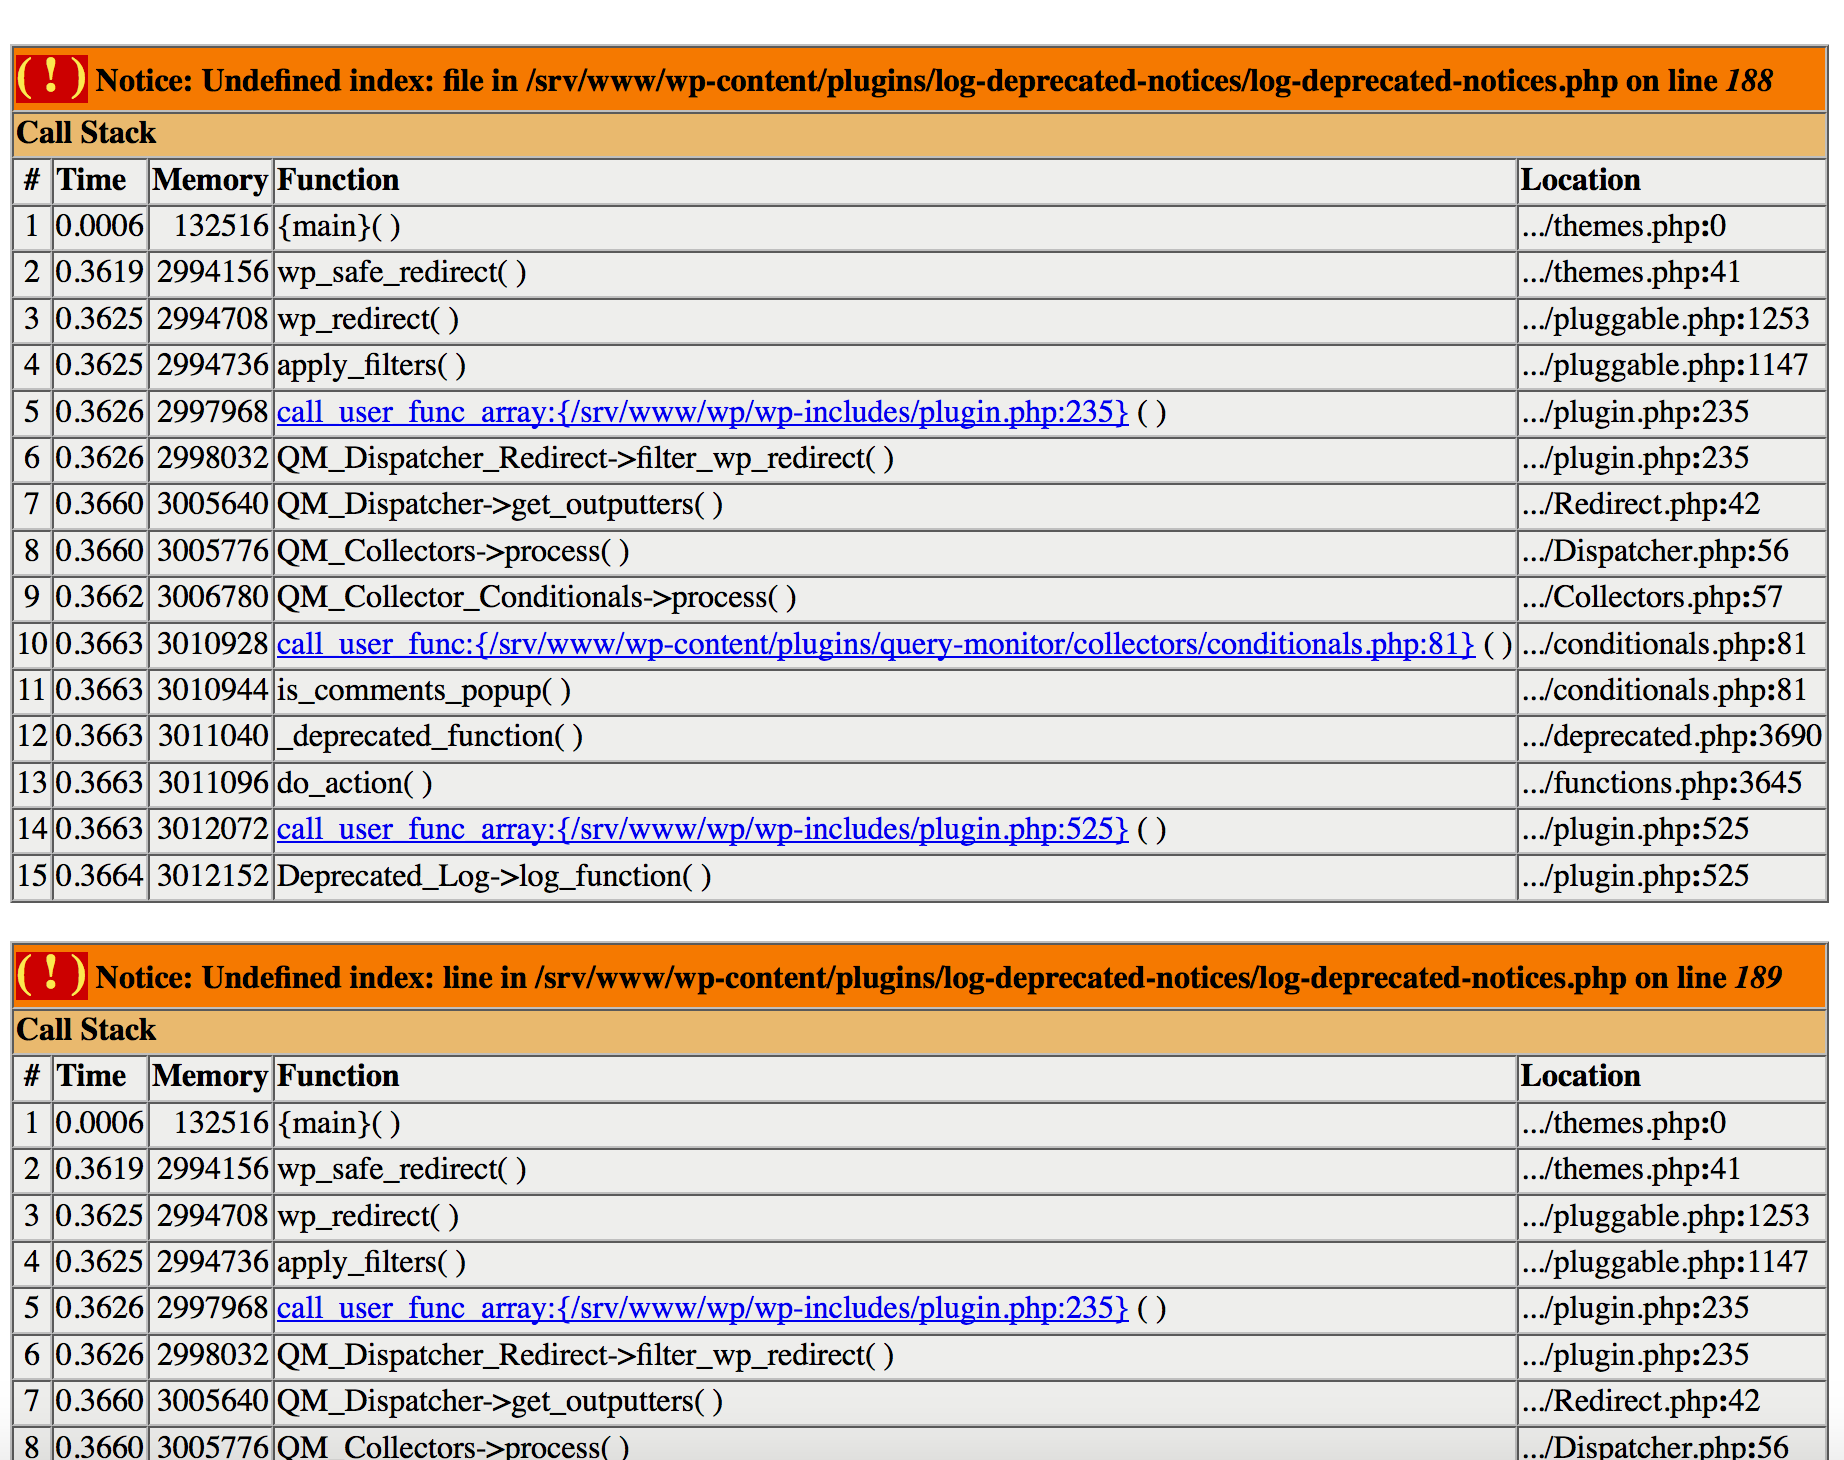 ( ! ) Notice: Undefined index: file in /srv/www/wp-content/plugins/log-deprecated-notices/log-deprecated-notices.php on line 188
Call Stack
# Time Memory Function Location
1 0.0006 132516 {main}( ) .../themes.php:0
2 0.3619 2994156 wp_safe_redirect( ) .../themes.php:41
3 0.3625 2994708 wp_redirect( ) .../pluggable.php:1253
4 0.3625 2994736 apply_filters( ) .../pluggable.php:1147
5 0.3626 2997968 call_user_func_array:{/srv/www/wp/wp-includes/plugin.php:235} ( ) .../plugin.php:235
6 0.3626 2998032 QM_Dispatcher_Redirect->filter_wp_redirect( ) .../plugin.php:235
7 0.3660 3005640 QM_Dispatcher->get_outputters( ) .../Redirect.php:42
8 0.3660 3005776 QM_Collectors->process( ) .../Dispatcher.php:56
9 0.3662 3006780 QM_Collector_Conditionals->process( ) .../Collectors.php:57
10 0.3663 3010928 call_user_func:{/srv/www/wp-content/plugins/query-monitor/collectors/conditionals.php:81} ( ) .../conditionals.php:81
11 0.3663 3010944 is_comments_popup( ) .../conditionals.php:81
12 0.3663 3011040 _deprecated_function( ) .../deprecated.php:3690
13 0.3663 3011096 do_action( ) .../functions.php:3645
14 0.3663 3012072 call_user_func_array:{/srv/www/wp/wp-includes/plugin.php:525} ( ) .../plugin.php:525
15 0.3664 3012152 Deprecated_Log->log_function( ) .../plugin.php:525
( ! ) Notice: Undefined index: line in /srv/www/wp-content/plugins/log-deprecated-notices/log-deprecated-notices.php on line 189
Call Stack
# Time Memory Function Location
1 0.0006 132516 {main}( ) .../themes.php:0
2 0.3619 2994156 wp_safe_redirect( ) .../themes.php:41
3 0.3625 2994708 wp_redirect( ) .../pluggable.php:1253
4 0.3625 2994736 apply_filters( ) .../pluggable.php:1147
5 0.3626 2997968 call_user_func_array:{/srv/www/wp/wp-includes/plugin.php:235} ( ) .../plugin.php:235
6 0.3626 2998032 QM_Dispatcher_Redirect->filter_wp_redirect( ) .../plugin.php:235
7 0.3660 3005640 QM_Dispatcher->get_outputters( ) .../Redirect.php:42
8 0.3660 3005776 QM_Collectors->process( ) .../Dispatcher.php:56